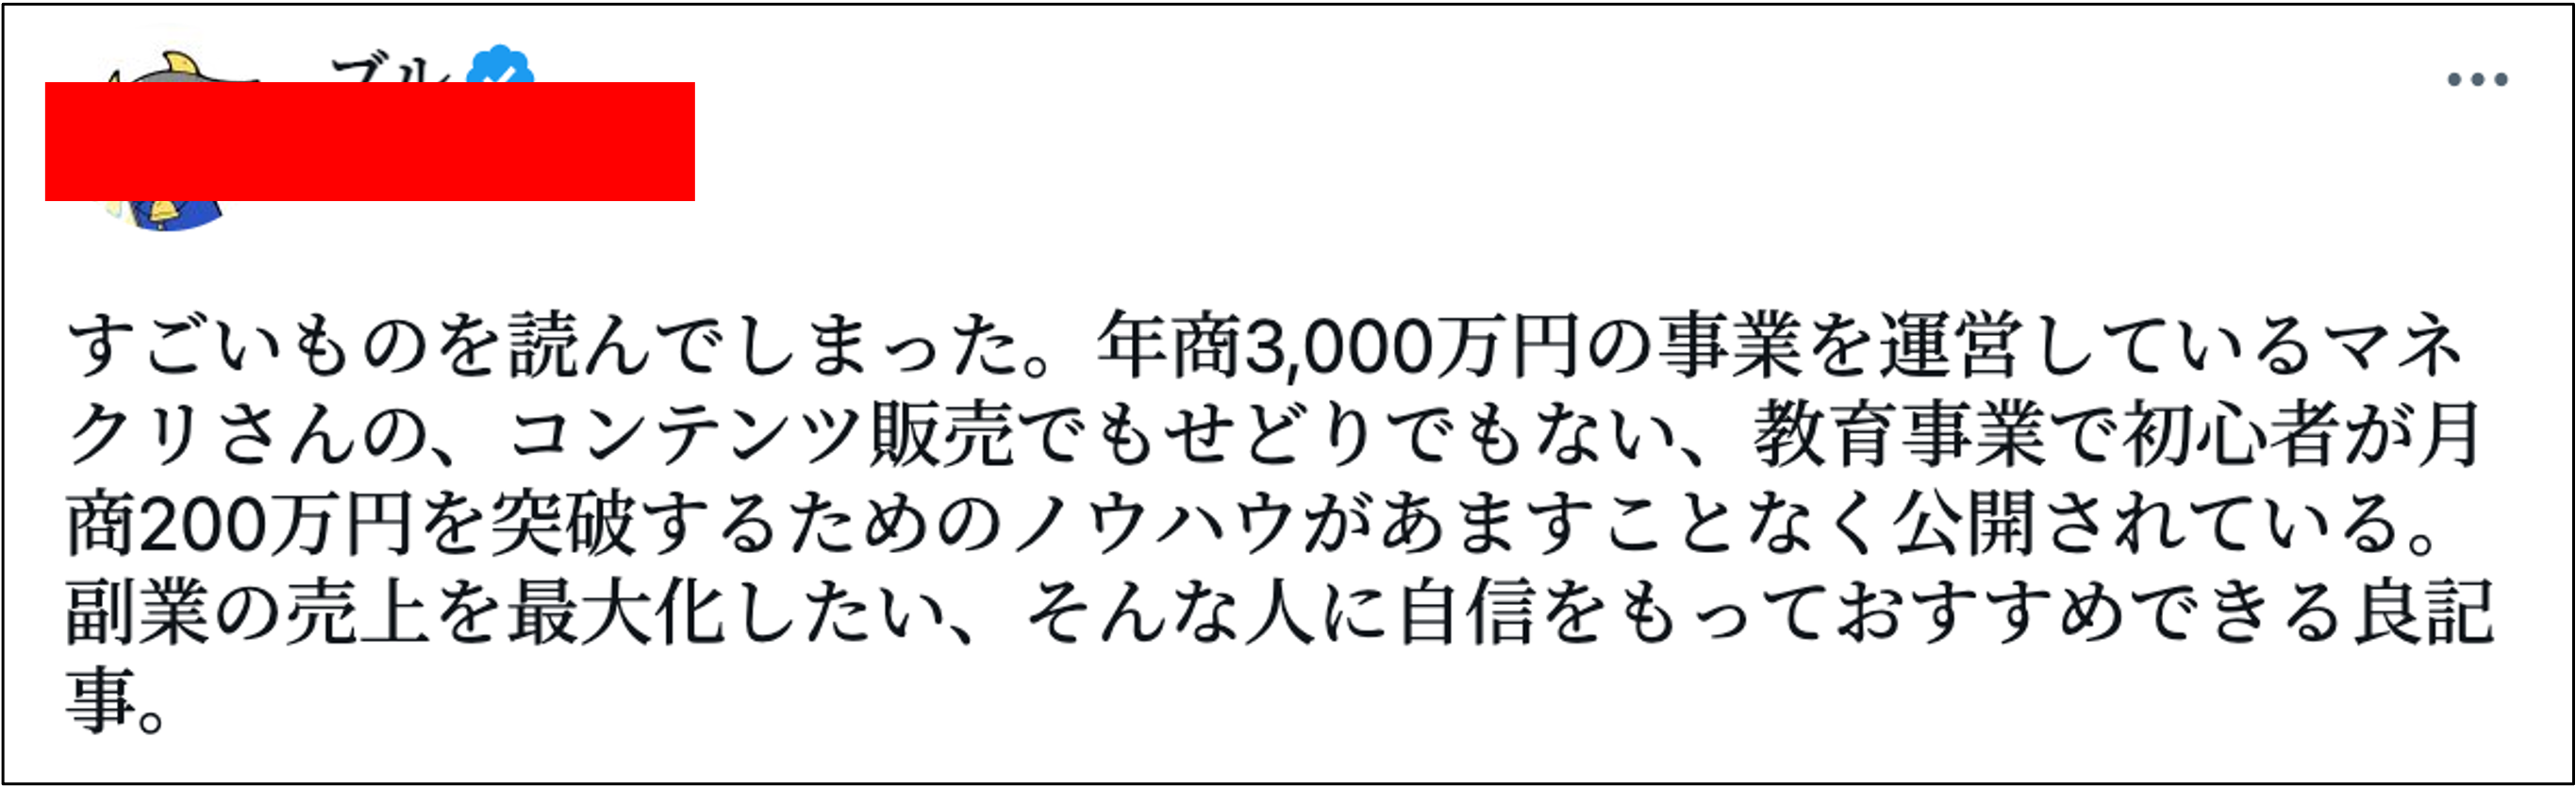 ブル
すごいものを読んでしまった。年商3,000万円の事業を運営しているマネ
クリさんの、コンテンツ販売でもせどりでもない、教育事業で初心者が月
商200万円を突破するためのノウハウがあますことなく公開されている。
副業の売上を最大化したい、そんな人に自信をもっておすすめできる良記
事。